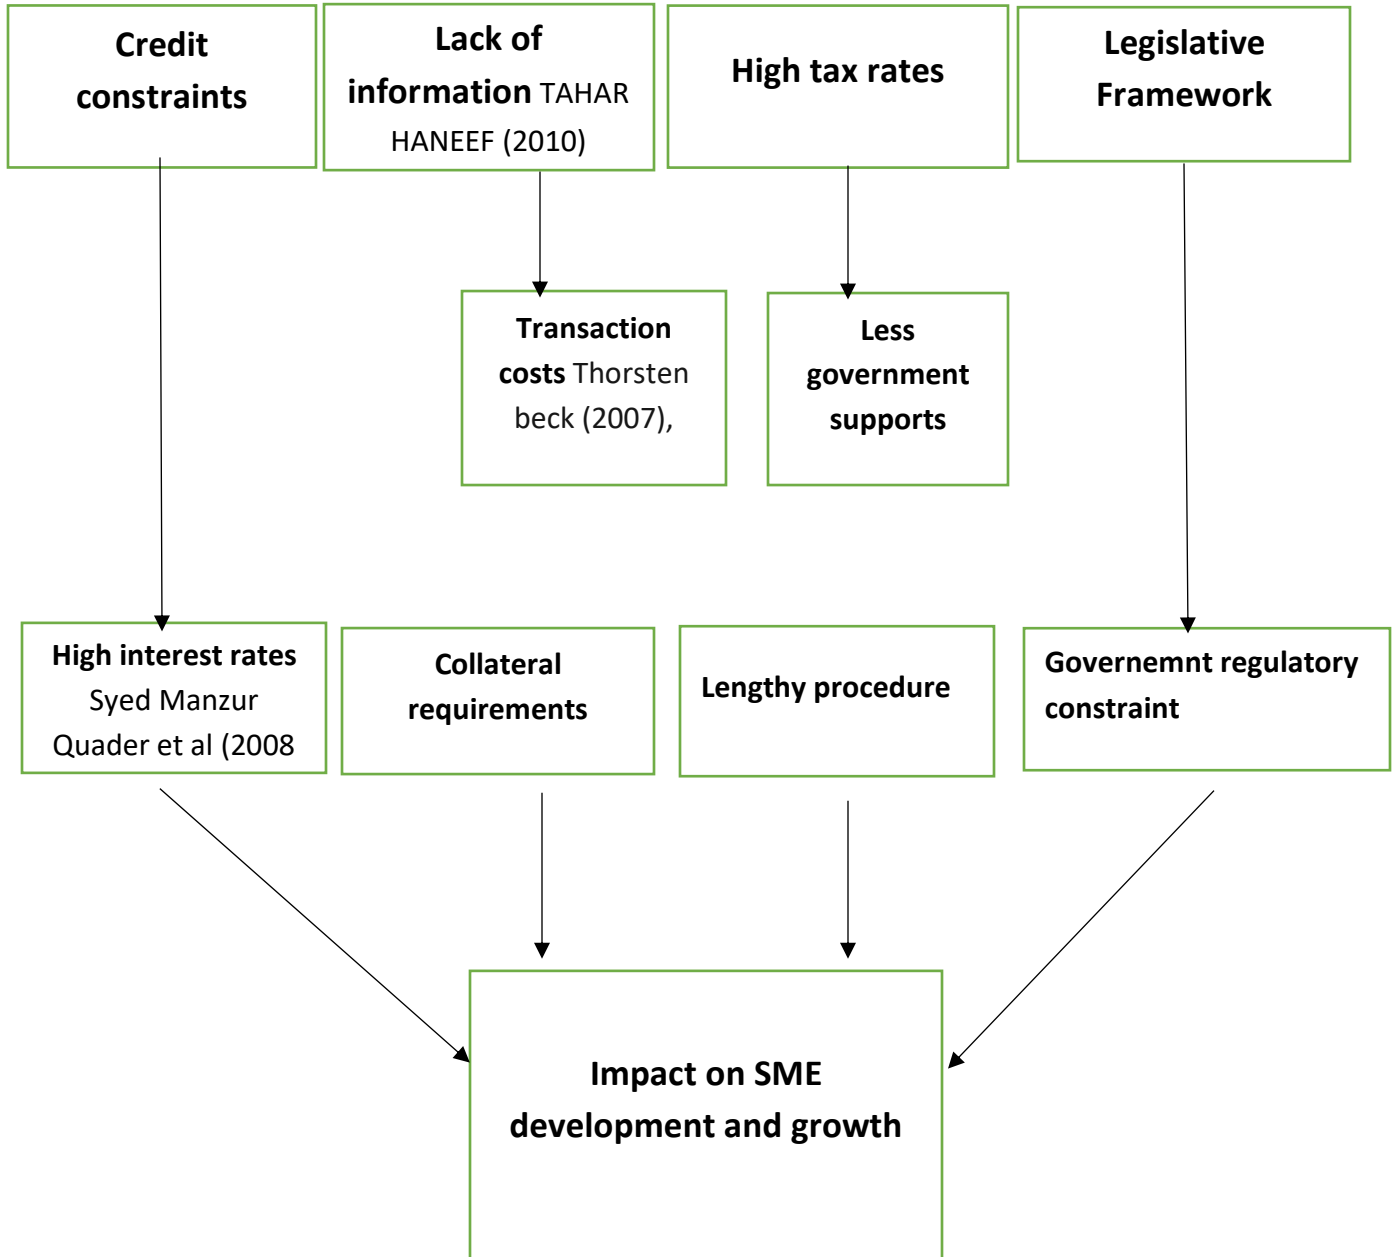 Credit
constraints
Lack of
information TAHAR
HANEEF (2010)
High tax rates
Legislative
Framework
Transaction
costs Thorsten
beck (2007),
Less
government
supports
High interest rates
Syed Manzur
Quader et al (2008
Collateral
requirements
Lengthy procedure
Governemnt regulatory
constraint
Impact on SME
development and growth